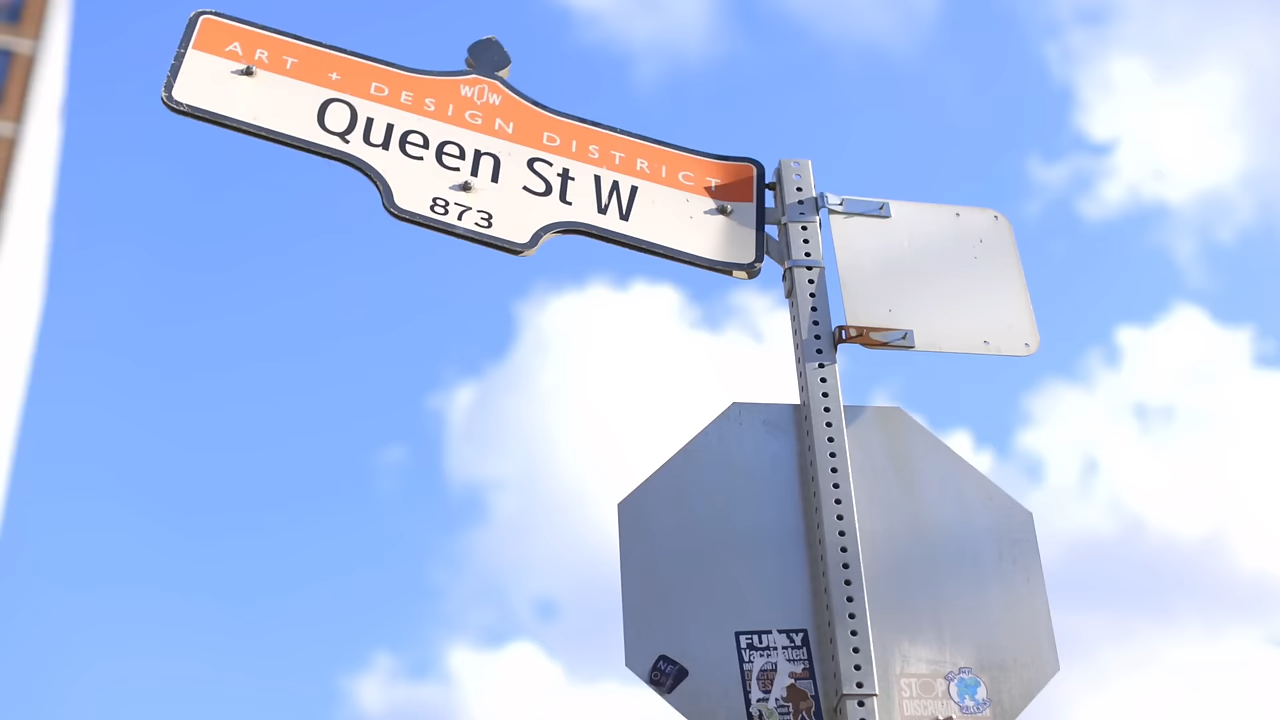 ART + DESIGN DISTRICT
WQW
Queen St W
873
FULLY
Vaccinated
STOP